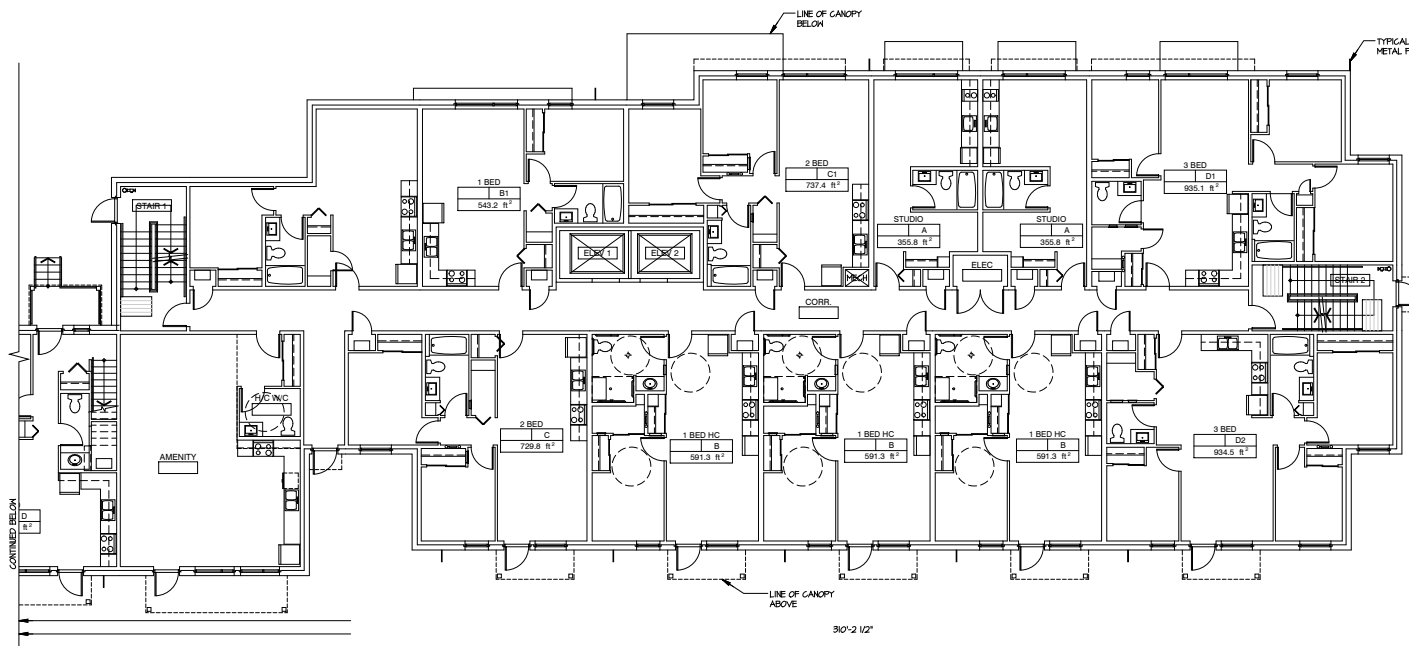 LINE OF CANOPY
BELOW
TYPICAL
METAL F
1 BED
B1
543.2 ft²
2 BED
C1
737.4 ft²
3 BED
D1
935.1 ft²
STAIR 1
STUDIO
A
355.8 ft²
STUDIO
A
355.8 ft²
ELEV 1
ELEV 2
ELEC
MECH
STAIR 2
CORR.
H/C W/C
AMENITY
2 BED
C
729.8 ft²
1 BED HC
B
591.3 ft²
1 BED HC
B
591.3 ft²
1 BED HC
B
591.3 ft²
3 BED
D2
934.5 ft²
D
ft²
CONTINUED BELOW
LINE OF CANOPY
ABOVE
310'-2 1/2"